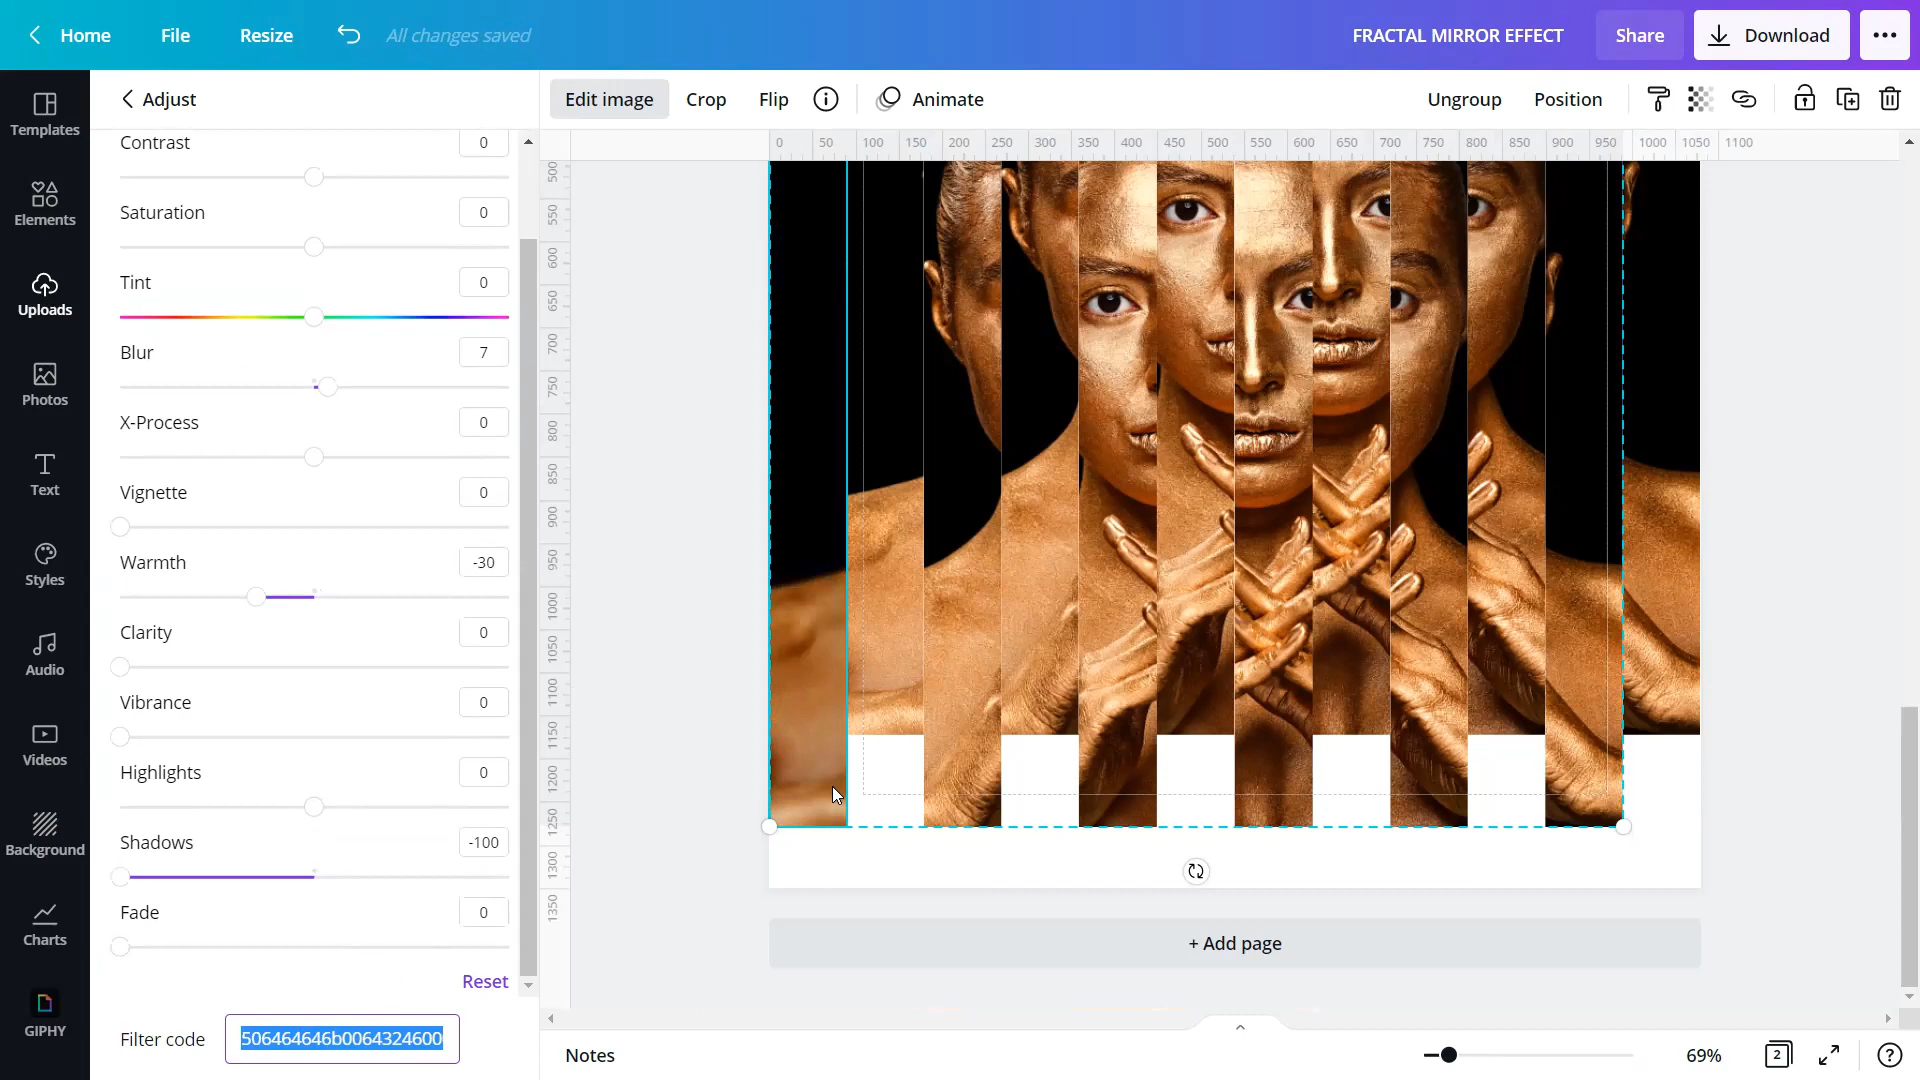 Home File Resize All changes saved FRACTAL MIRROR EFFECT Share Download
Templates
Elements
Uploads
Photos
Text
Styles
Audio
Videos
Background
Charts
GIPHY
Adjust
Contrast 0
Saturation 0
Tint 0
Blur 7
X-Process 0
Vignette 0
Warmth -30
Clarity 0
Vibrance 0
Highlights 0
Shadows -100
Fade 0
Reset
Filter code 506464646b0064324600
Edit image Crop Flip Animate Ungroup Position
0 50 100 150 200 250 300 350 400 450 500 550 600 650 700 750 800 850 900 950 1000 1050 1100
500
550
600
650
700
750
800
850
900
950
1000
1050
1100
1150
1200
1250
1300
1350
+ Add page
Notes 69% 2